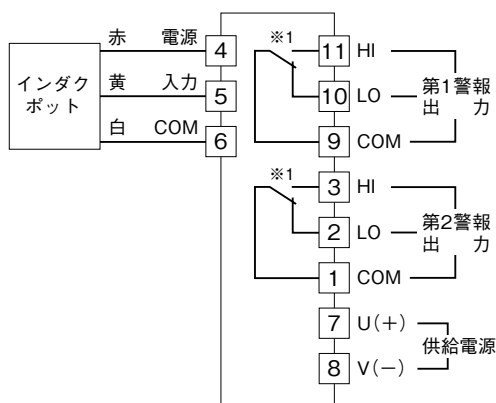 赤 電源 4
インダクポット
黄 入力 5
白 COM 6
※1
11 HI
10 LO
9 COM
第1警報
出 力
※1
3 HI
2 LO
1 COM
第2警報
出 力
7 U(+)
8 V(−)
供給電源